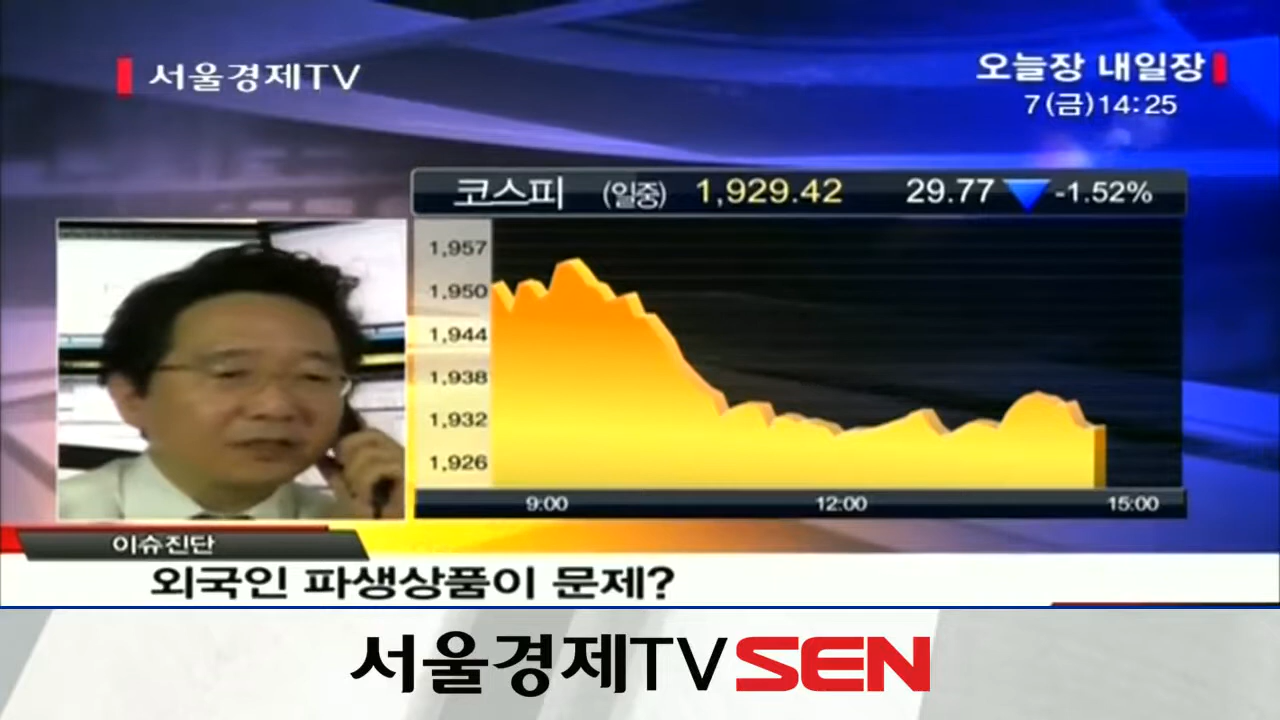 서울경제TV
오늘장 내일장
7(금)14:25
코스피 (일중) 1,929.42 29.77 -1.52%
1,957
1,950
1,944
1,938
1,932
1,926
9:00 12:00 15:00
이슈진단
외국인 파생상품이 문제?
서울경제TV SEN